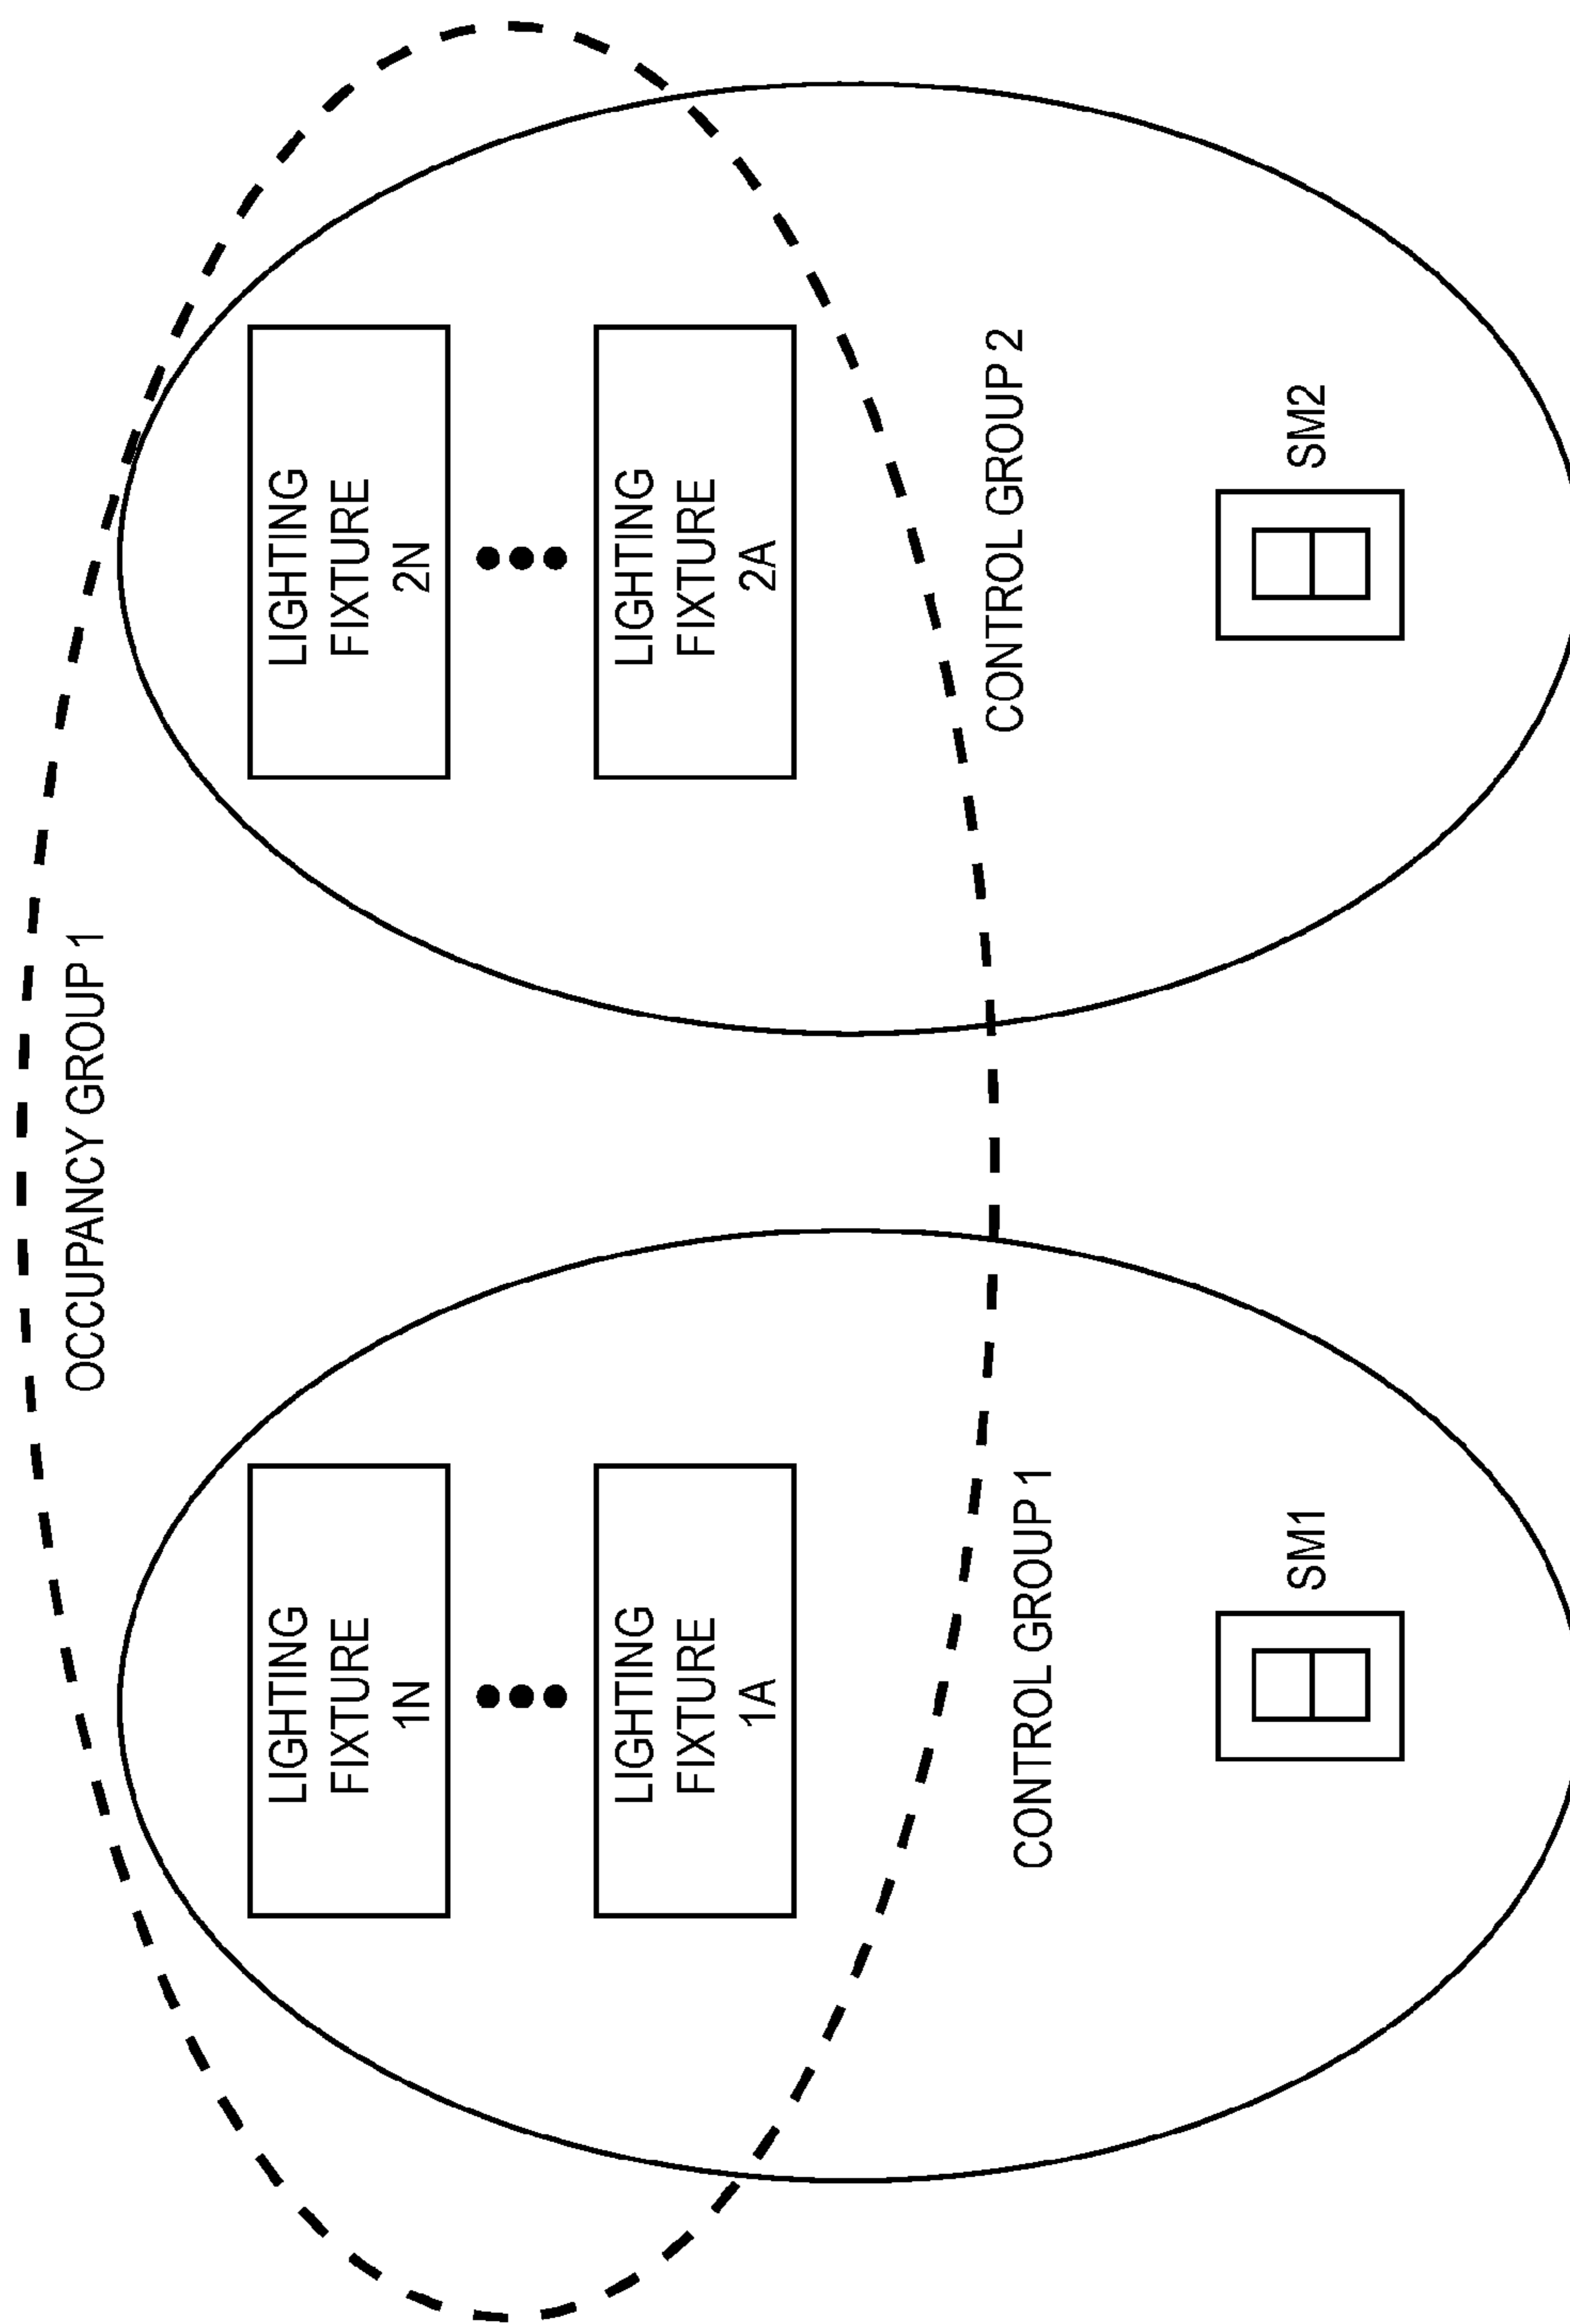 OCCUPANCY GROUP 1
LIGHTING
FIXTURE
1N
LIGHTING
FIXTURE
1A
CONTROL GROUP 1
SM1
LIGHTING
FIXTURE
2N
LIGHTING
FIXTURE
2A
CONTROL GROUP 2
SM2